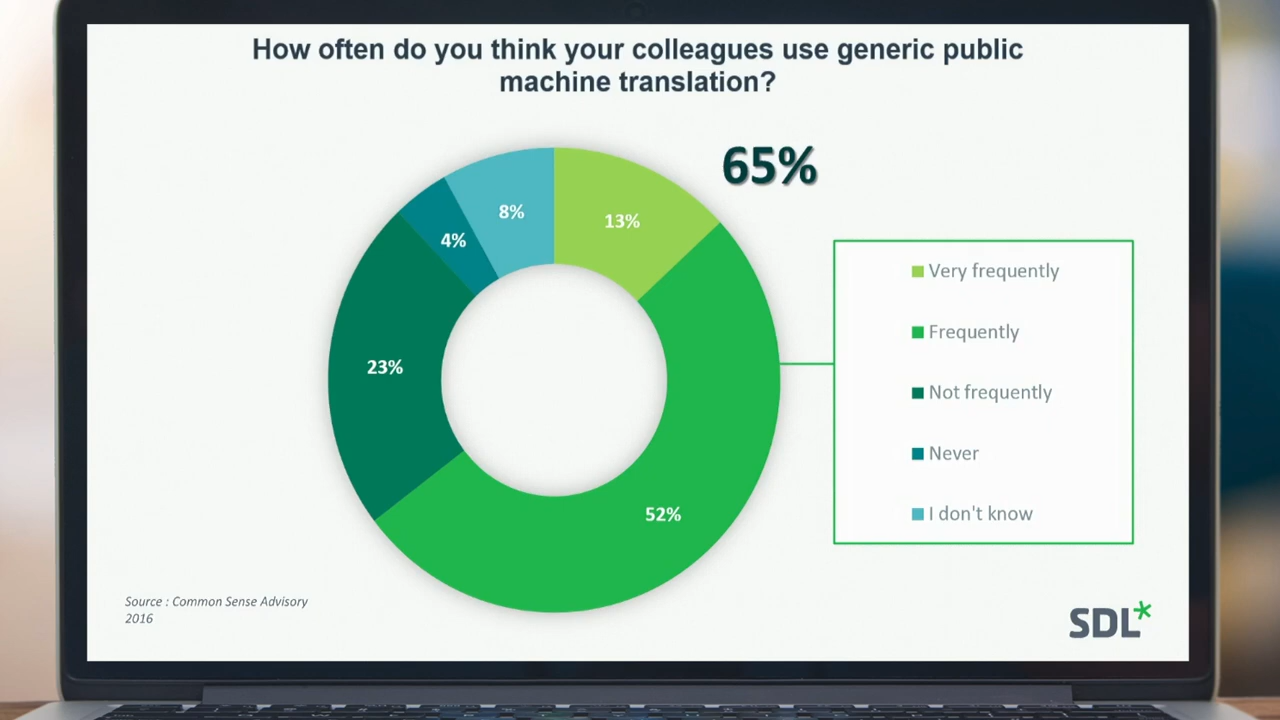 How often do you think your colleagues use generic public
machine translation?
65%
8%
13%
4%
23%
52%
Very frequently
Frequently
Not frequently
Never
I don't know
Source : Common Sense Advisory
2016
SDL*